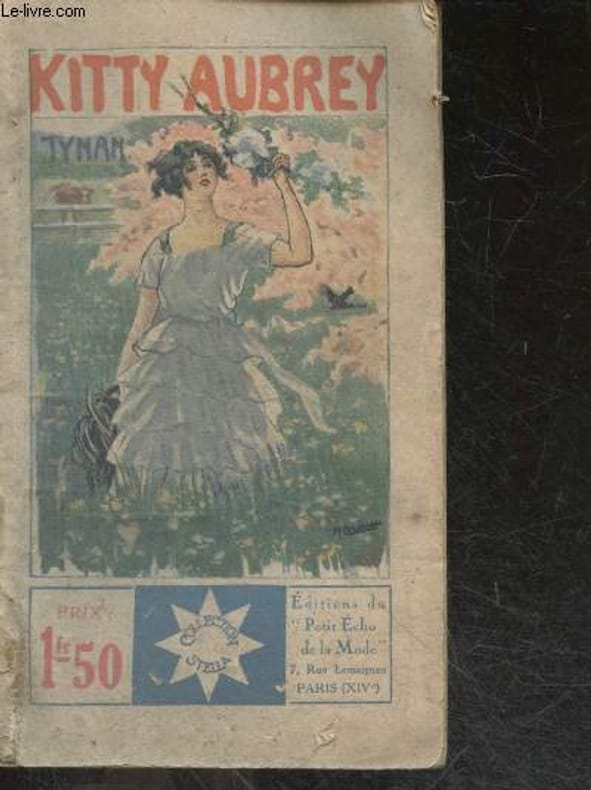 Le-livre.com
KITTY AUBREY
TYNAN
PRIX:
1fr50
COLLECTION
STELLA
Éditions du
"Petit Écho
de la Mode"
7, Rue Lemaignan
PARIS (XIVe)